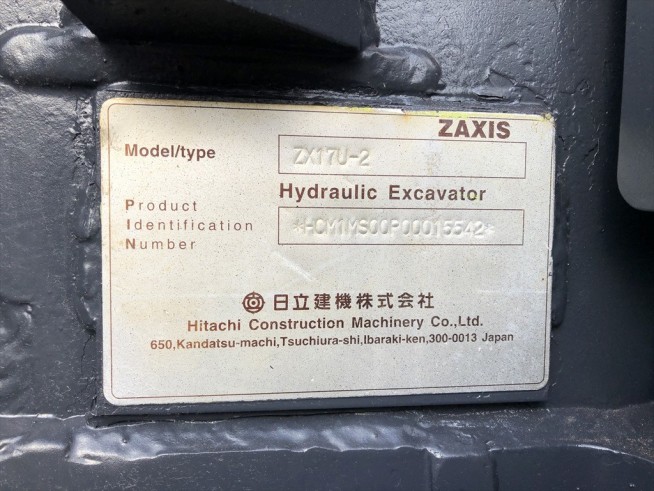 ZAXIS
Model/type ZX17U-2
Hydraulic Excavator
Product
Identification *HCM1MS00P00015542*
Number
日立建機株式会社
Hitachi Construction Machinery Co.,Ltd.
650,Kandatsu-machi,Tsuchiura-shi,Ibaraki-ken,300-0013 Japan